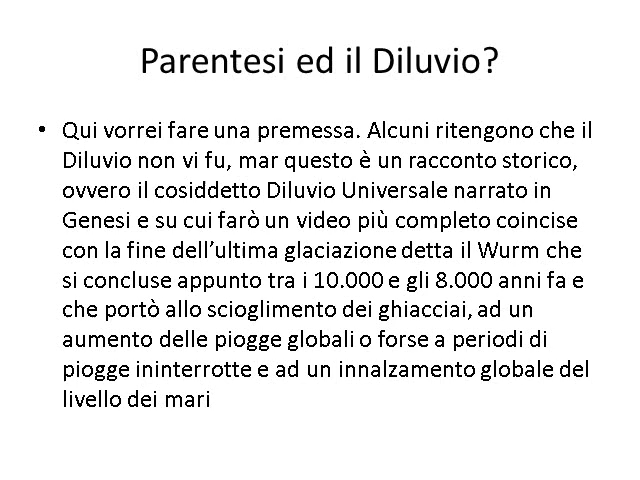 Parentesi ed il Diluvio?
• Qui vorrei fare una premessa. Alcuni ritengono che il
Diluvio non vi fu, mar questo è un racconto storico,
ovvero il cosiddetto Diluvio Universale narrato in
Genesi e su cui farò un video più completo coincise
con la fine dell’ultima glaciazione detta il Wurm che
si concluse appunto tra i 10.000 e gli 8.000 anni fa e
che portò allo scioglimento dei ghiacciai, ad un
aumento delle piogge globali o forse a periodi di
piogge ininterrotte e ad un innalzamento globale del
livello dei mari